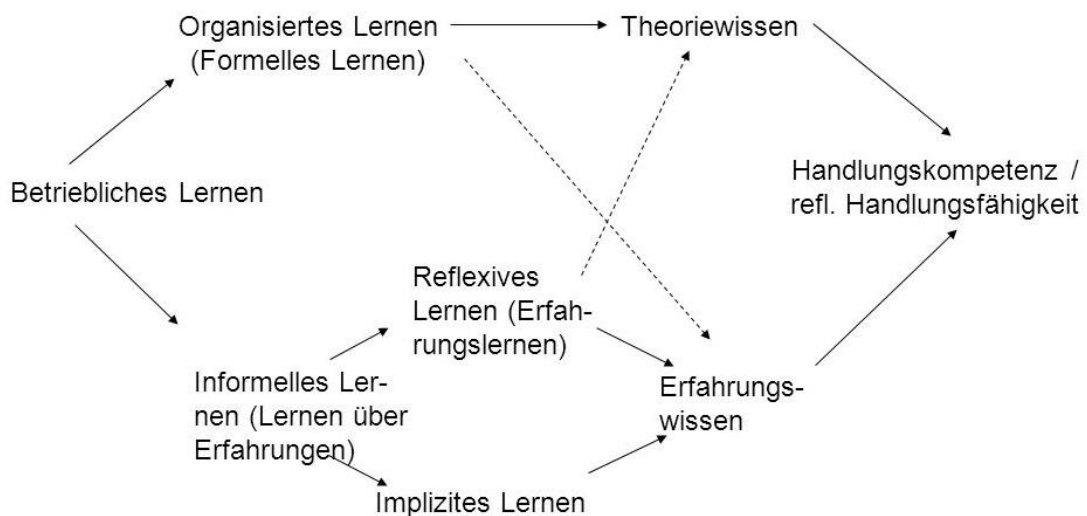 Organisiertes Lernen
(Formelles Lernen)
Theoriewissen
Betriebliches Lernen
Handlungskompetenz /
refl. Handlungsfähigkeit
Reflexives
Lernen (Erfah-
rungslernen)
Informelles Ler-
nen (Lernen über
Erfahrungen)
Erfahrungs-
wissen
Implizites Lernen